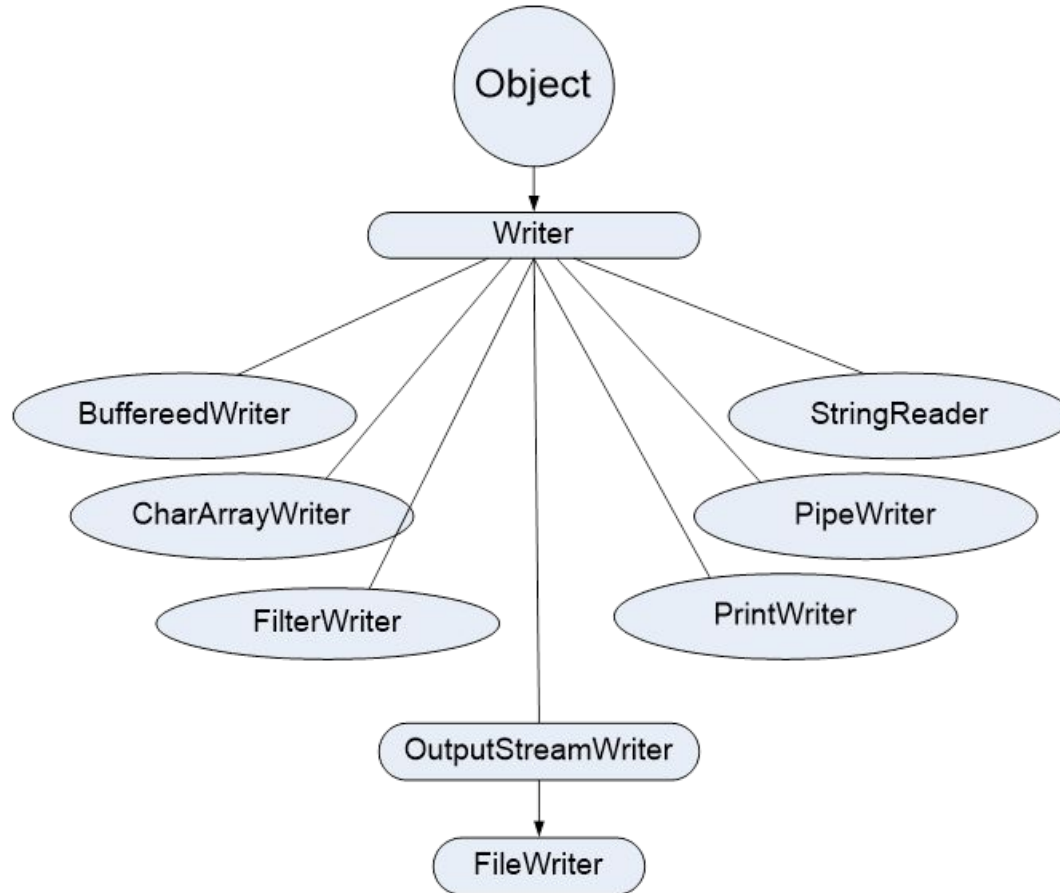 Object
Writer
BuffereedWriter
StringReader
CharArrayWriter
PipeWriter
FilterWriter
PrintWriter
OutputStreamWriter
FileWriter